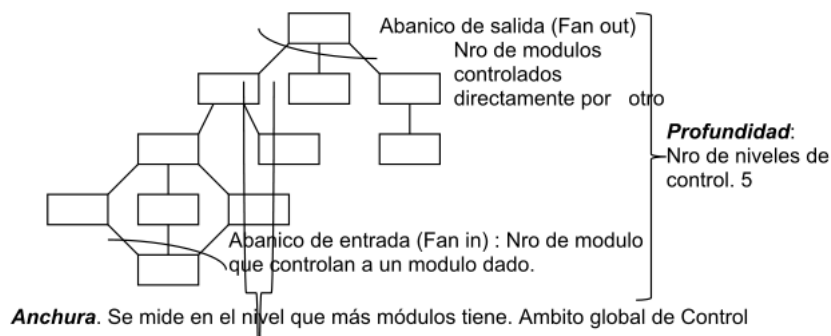 Abanico de salida (Fan out)
Nro de modulos
controlados
directamente por otro
Profundidad:
Nro de niveles de
control. 5
Abanico de entrada (Fan in) : Nro de modulo
que controlan a un modulo dado.
Anchura. Se mide en el nivel que más módulos tiene. Ambito global de Control